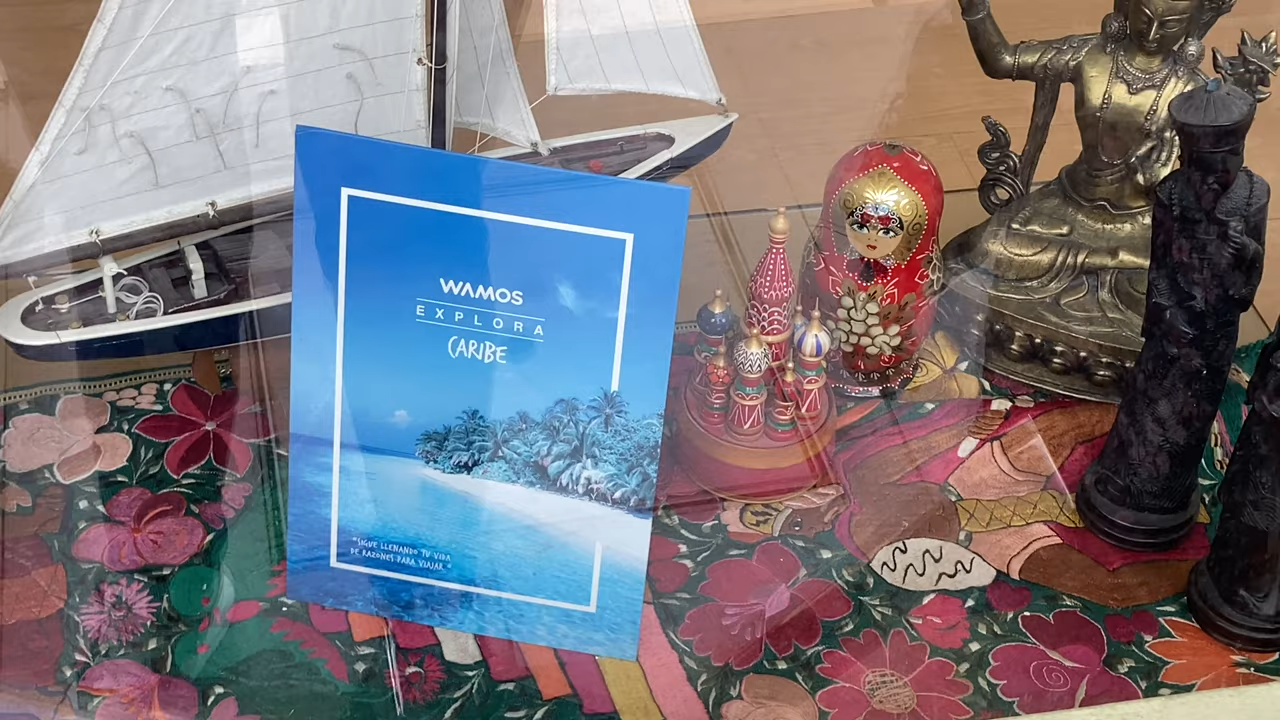 WAMOS
EXPLORA
CARIBE
"SIGUE LLENANDO TU VIDA
DE RAZONES PARA VIAJAR"